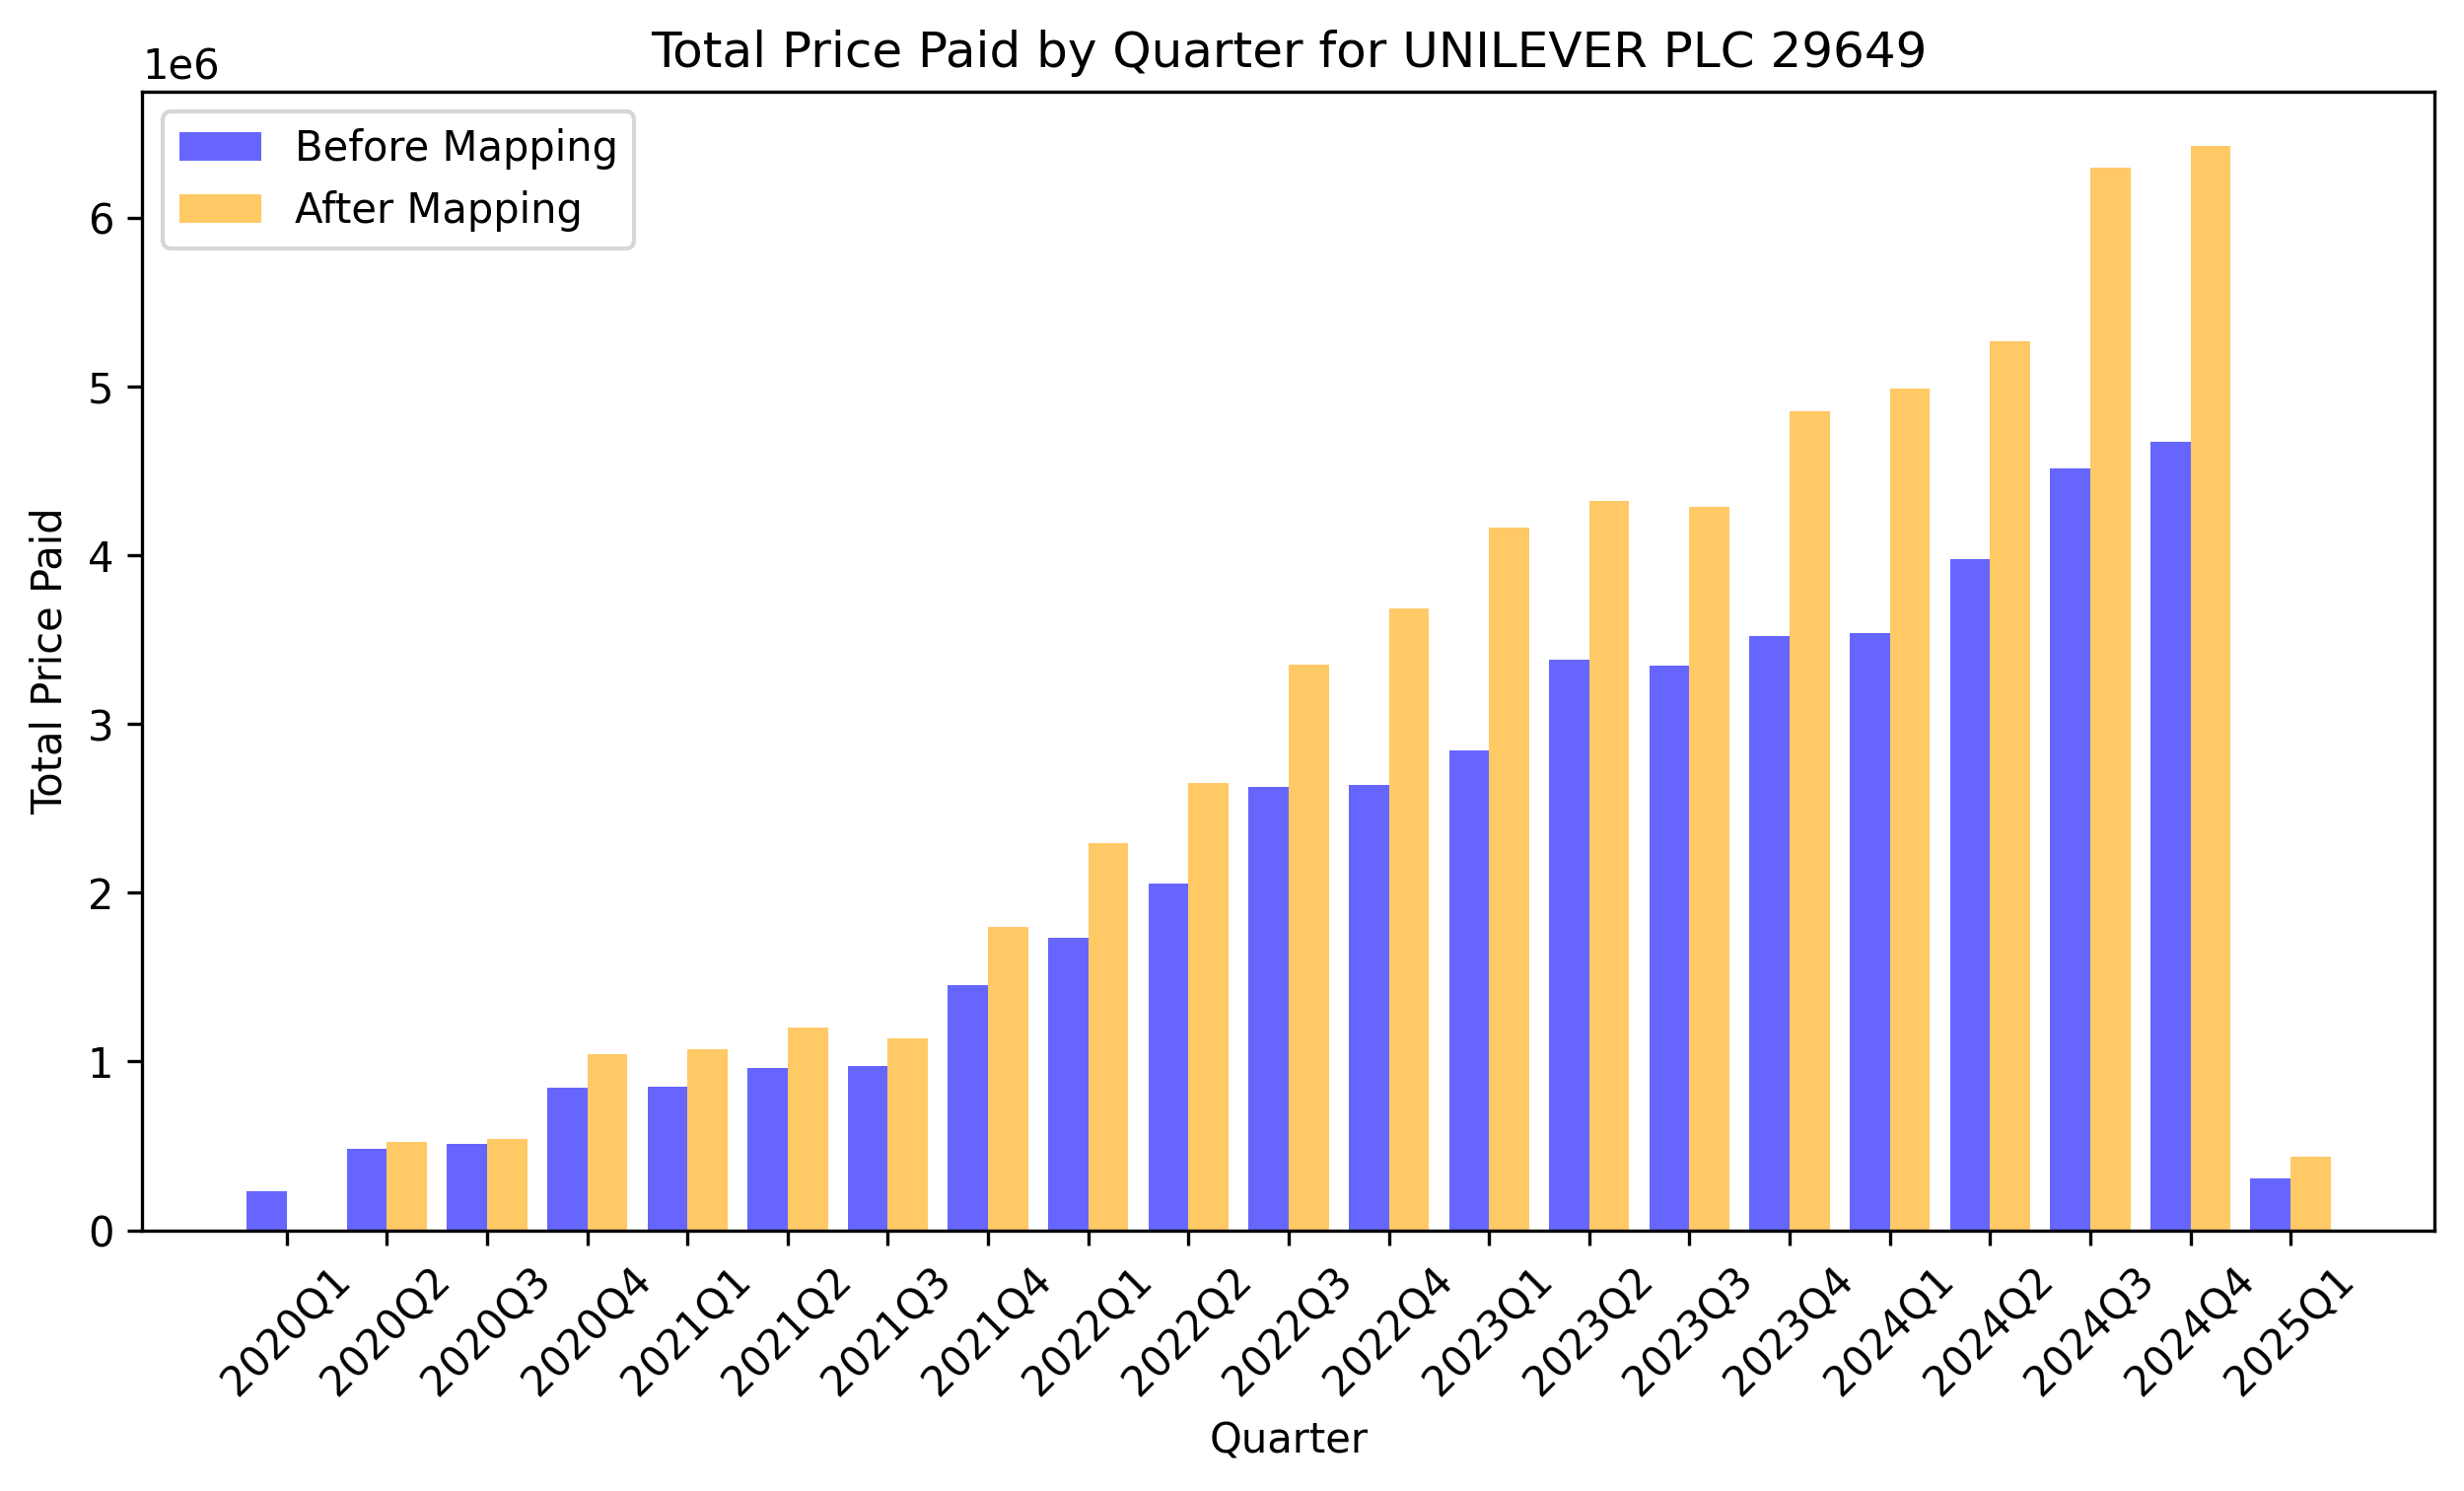 Total Price Paid by Quarter for UNILEVER PLC 29649
1e6
Before Mapping
After Mapping
6
5
4
3
2
1
0
Total Price Paid
2020Q1
2020Q2
2020Q3
2020Q4
2021Q1
2021Q2
2021Q3
2021Q4
2022Q1
2022Q2
2022Q3
2022Q4
2023Q1
2023Q2
2023Q3
2023Q4
2024Q1
2024Q2
2024Q3
2024Q4
2025Q1
Quarter